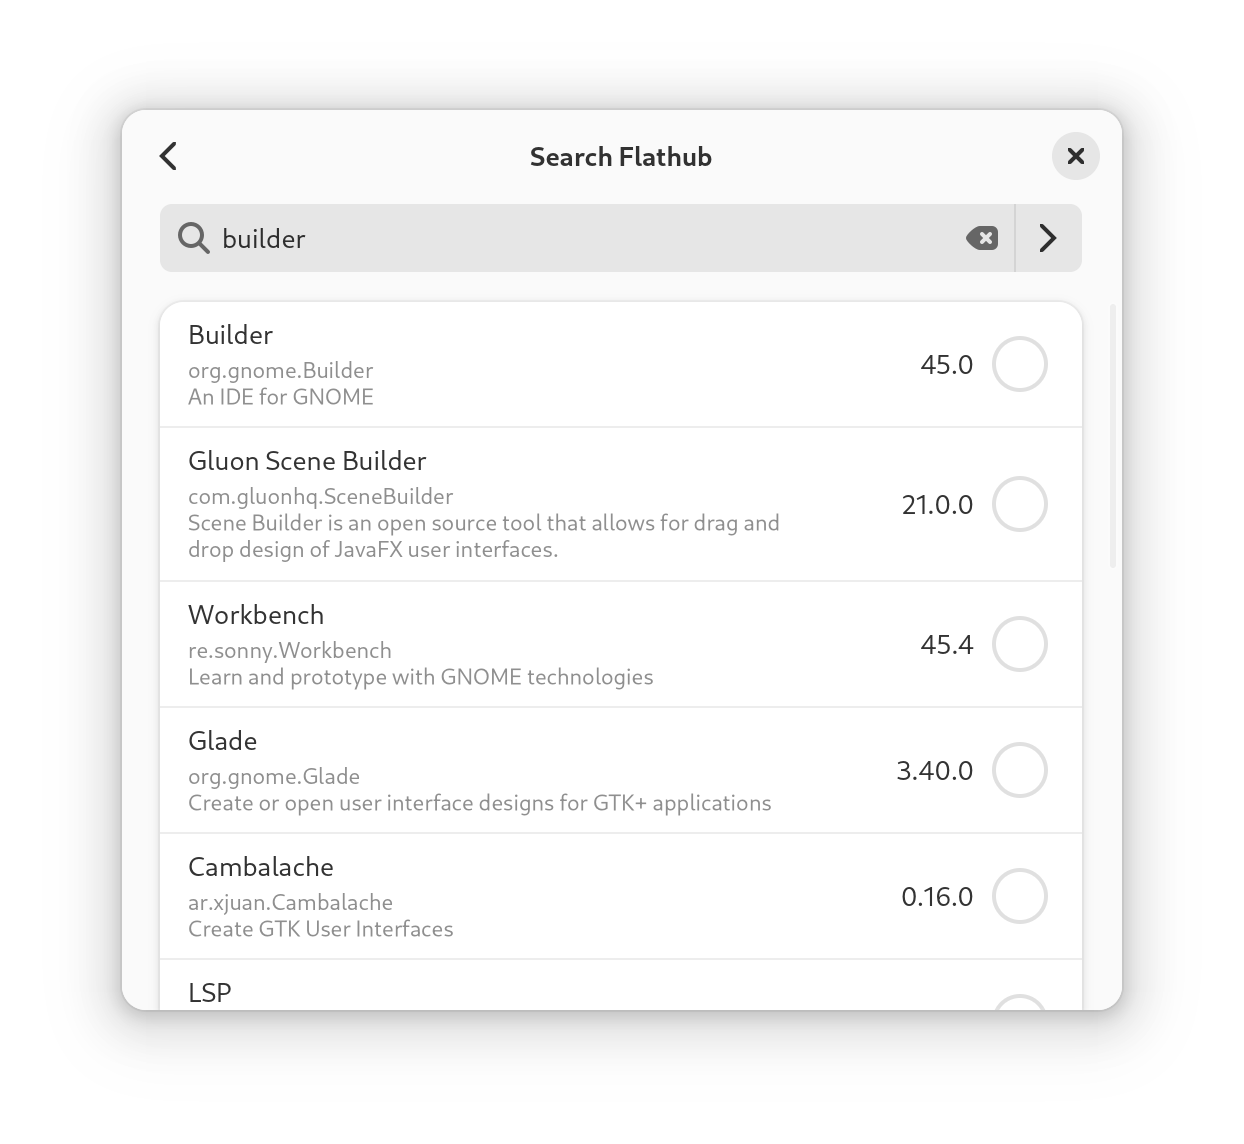 Search Flathub
builder
Builder
org.gnome.Builder
An IDE for GNOME
45.0
Gluon Scene Builder
com.gluonhq.SceneBuilder
Scene Builder is an open source tool that allows for drag and
drop design of JavaFX user interfaces.
21.0.0
Workbench
re.sonny.Workbench
Learn and prototype with GNOME technologies
45.4
Glade
org.gnome.Glade
Create or open user interface designs for GTK+ applications
3.40.0
Cambalache
ar.xjuan.Cambalache
Create GTK User Interfaces
0.16.0
LSP